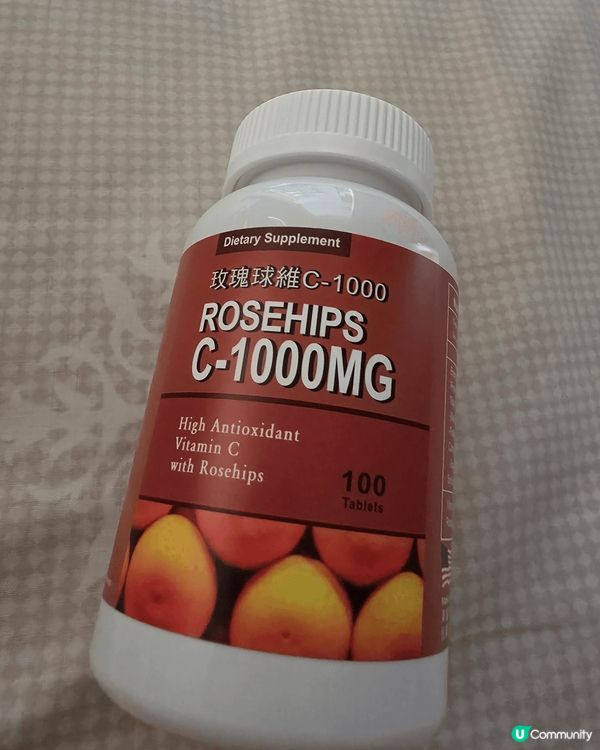 Dietary Supplement
玫瑰球維C-1000
ROSEHIPS
C-1000MG
High Antioxidant
Vitamin C
with Rosehips
100
Tablets
U Community